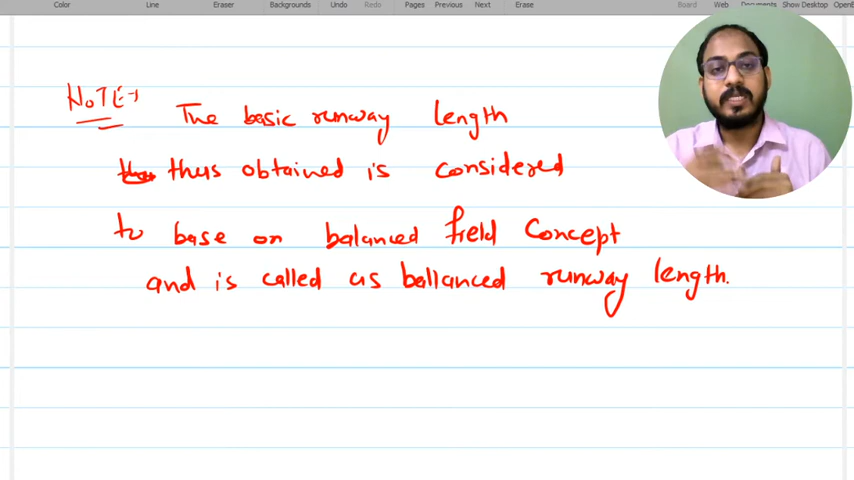 Color Line Eraser Backgrounds Undo Redo Pages Previous Next Erase Board Web Documents Show Desktop
NOTE:→ The basic runway length
thus obtained is considered
to base on balanced field concept
and is called as ballanced runway length.